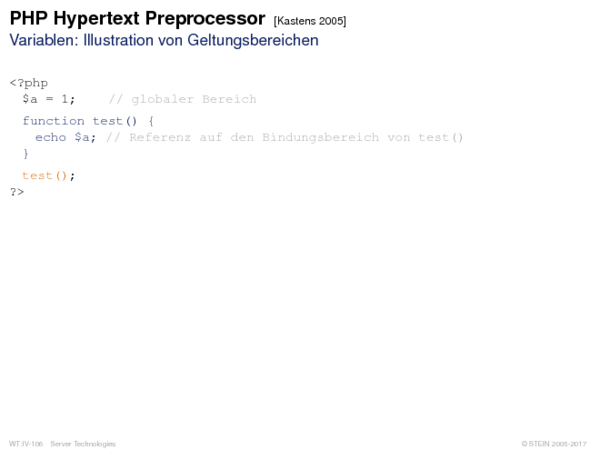 PHP Hypertext Preprocessor [Kastens 2005]
Variablen: Illustration von Geltungsbereichen
<?php
$a = 1; // globaler Bereich
function test() {
echo $a; // Referenz auf den Bindungsbereich von test()
}
test();
?>
WT:IV-106 Server Technologies
© STEIN 2005-2017